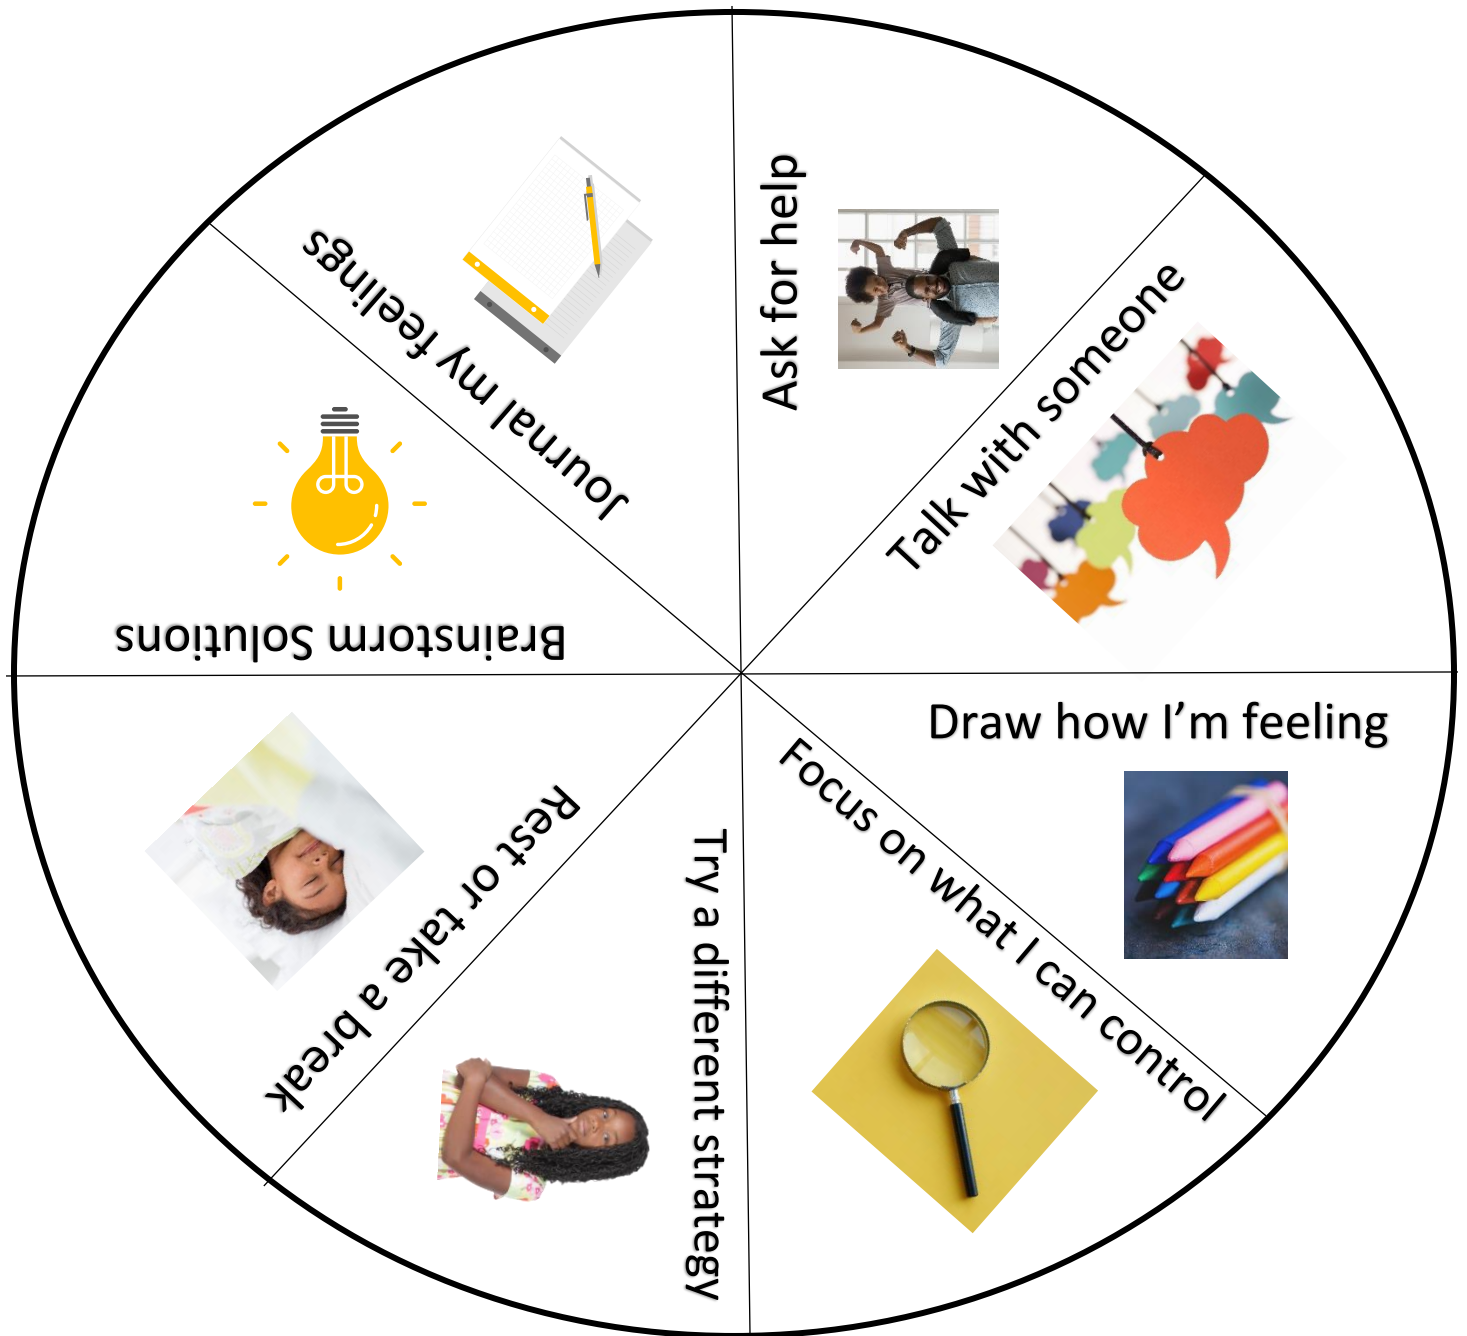 Ask for help
Talk with someone
Draw how I’m feeling
Focus on what I can control
Try a different strategy
Rest or take a break
Brainstorm Solutions
Journal my feelings